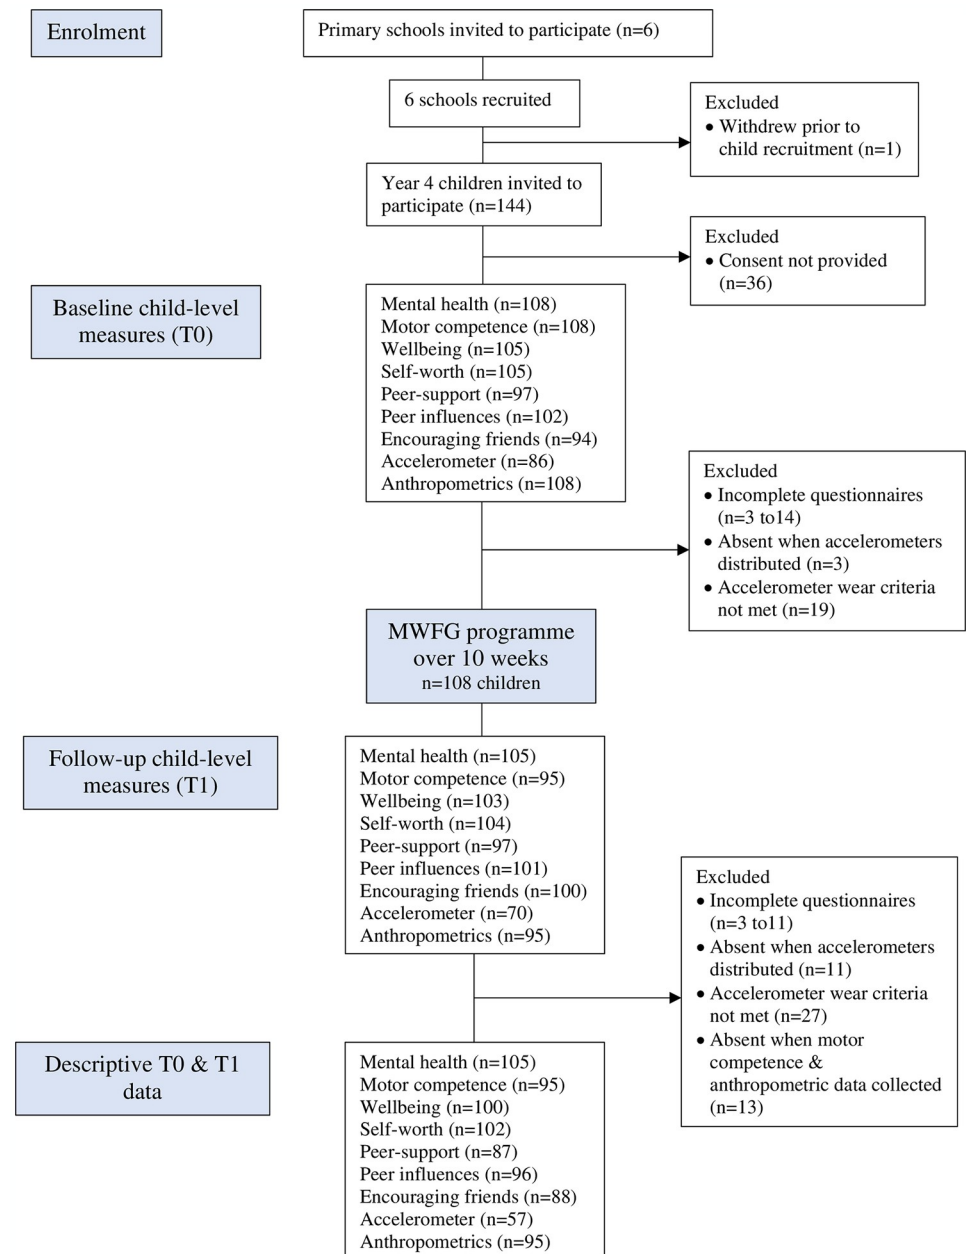 Enrolment
Primary schools invited to participate (n=6)
6 schools recruited
Excluded
• Withdrew prior to
child recruitment (n=1)
Year 4 children invited to
participate (n=144)
Excluded
• Consent not provided
(n=36)
Baseline child-level
measures (T0)
Mental health (n=108)
Motor competence (n=108)
Wellbeing (n=105)
Self-worth (n=105)
Peer-support (n=97)
Peer influences (n=102)
Encouraging friends (n=94)
Accelerometer (n=86)
Anthropometrics (n=108)
Excluded
• Incomplete questionnaires
(n=3 to14)
• Absent when accelerometers
distributed (n=3)
• Accelerometer wear criteria
not met (n=19)
MWFG programme
over 10 weeks
n=108 children
Follow-up child-level
measures (T1)
Mental health (n=105)
Motor competence (n=95)
Wellbeing (n=103)
Self-worth (n=104)
Peer-support (n=97)
Peer influences (n=101)
Encouraging friends (n=100)
Accelerometer (n=70)
Anthropometrics (n=95)
Excluded
• Incomplete questionnaires
(n=3 to11)
• Absent when accelerometers
distributed (n=11)
• Accelerometer wear criteria
not met (n=27)
• Absent when motor
competence &
anthropometric data collected
(n=13)
Descriptive T0 & T1
data
Mental health (n=105)
Motor competence (n=95)
Wellbeing (n=100)
Self-worth (n=102)
Peer-support (n=87)
Peer influences (n=96)
Encouraging friends (n=88)
Accelerometer (n=57)
Anthropometrics (n=95)